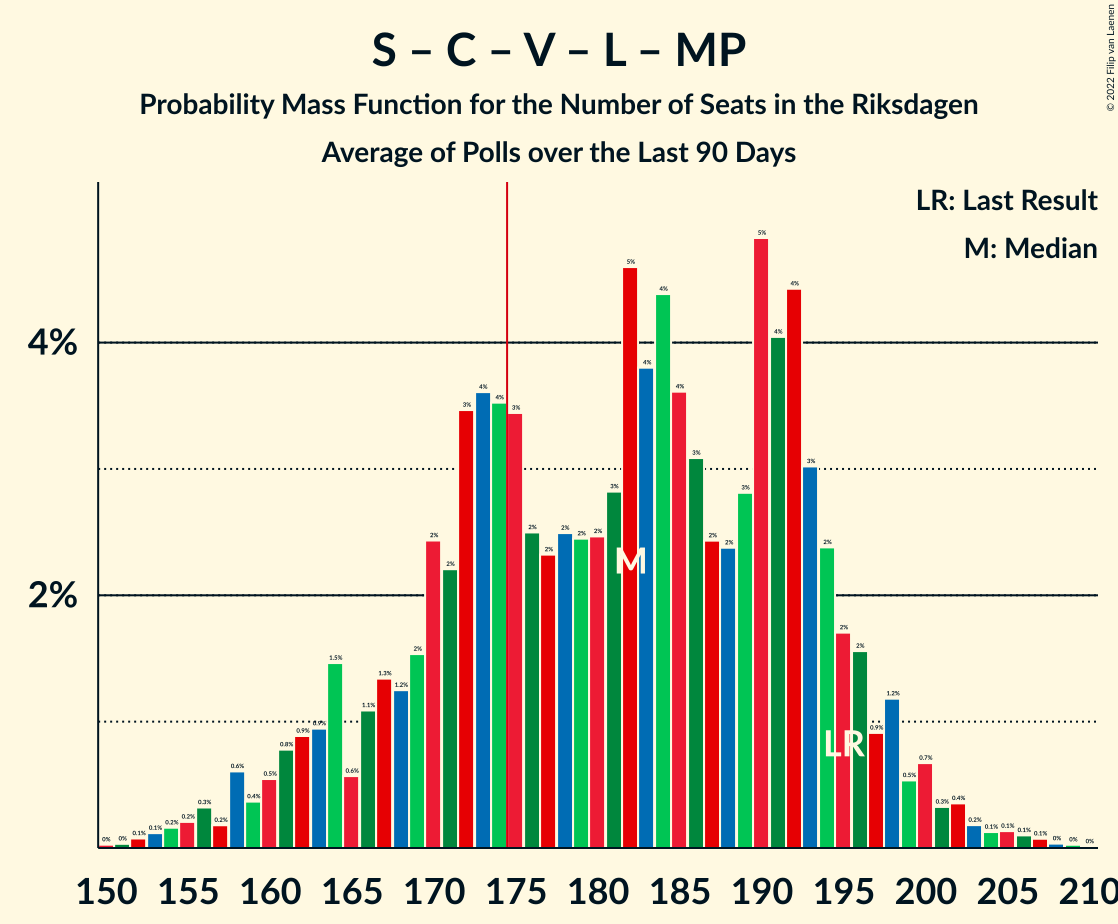 © 2022 Filip van Laenen
S – C – V – L – MP
Probability Mass Function for the Number of Seats in the Riksdagen
Average of Polls over the Last 90 Days
LR: Last Result
M: Median
4%
2%
0% 0% 0.1% 0.1% 0.2% 0.2% 0.3% 0.2% 0.6% 0.4% 0.5% 0.8% 0.9% 0.9% 1.5% 0.6% 1.1% 1.3% 1.2% 2% 2% 2% 3% 4% 4% 3% 2% 2% 2% 2% 2% 3% 5% 4% 4% 4% 3% 2% 2% 3% 5% 4% 4% 3% 2% 2% 2% 0.9% 1.2% 0.5% 0.7% 0.3% 0.4% 0.2% 0.1% 0.1% 0.1% 0.1% 0% 0% 0%
M
LR
150 155 160 165 170 175 180 185 190 195 200 205 210